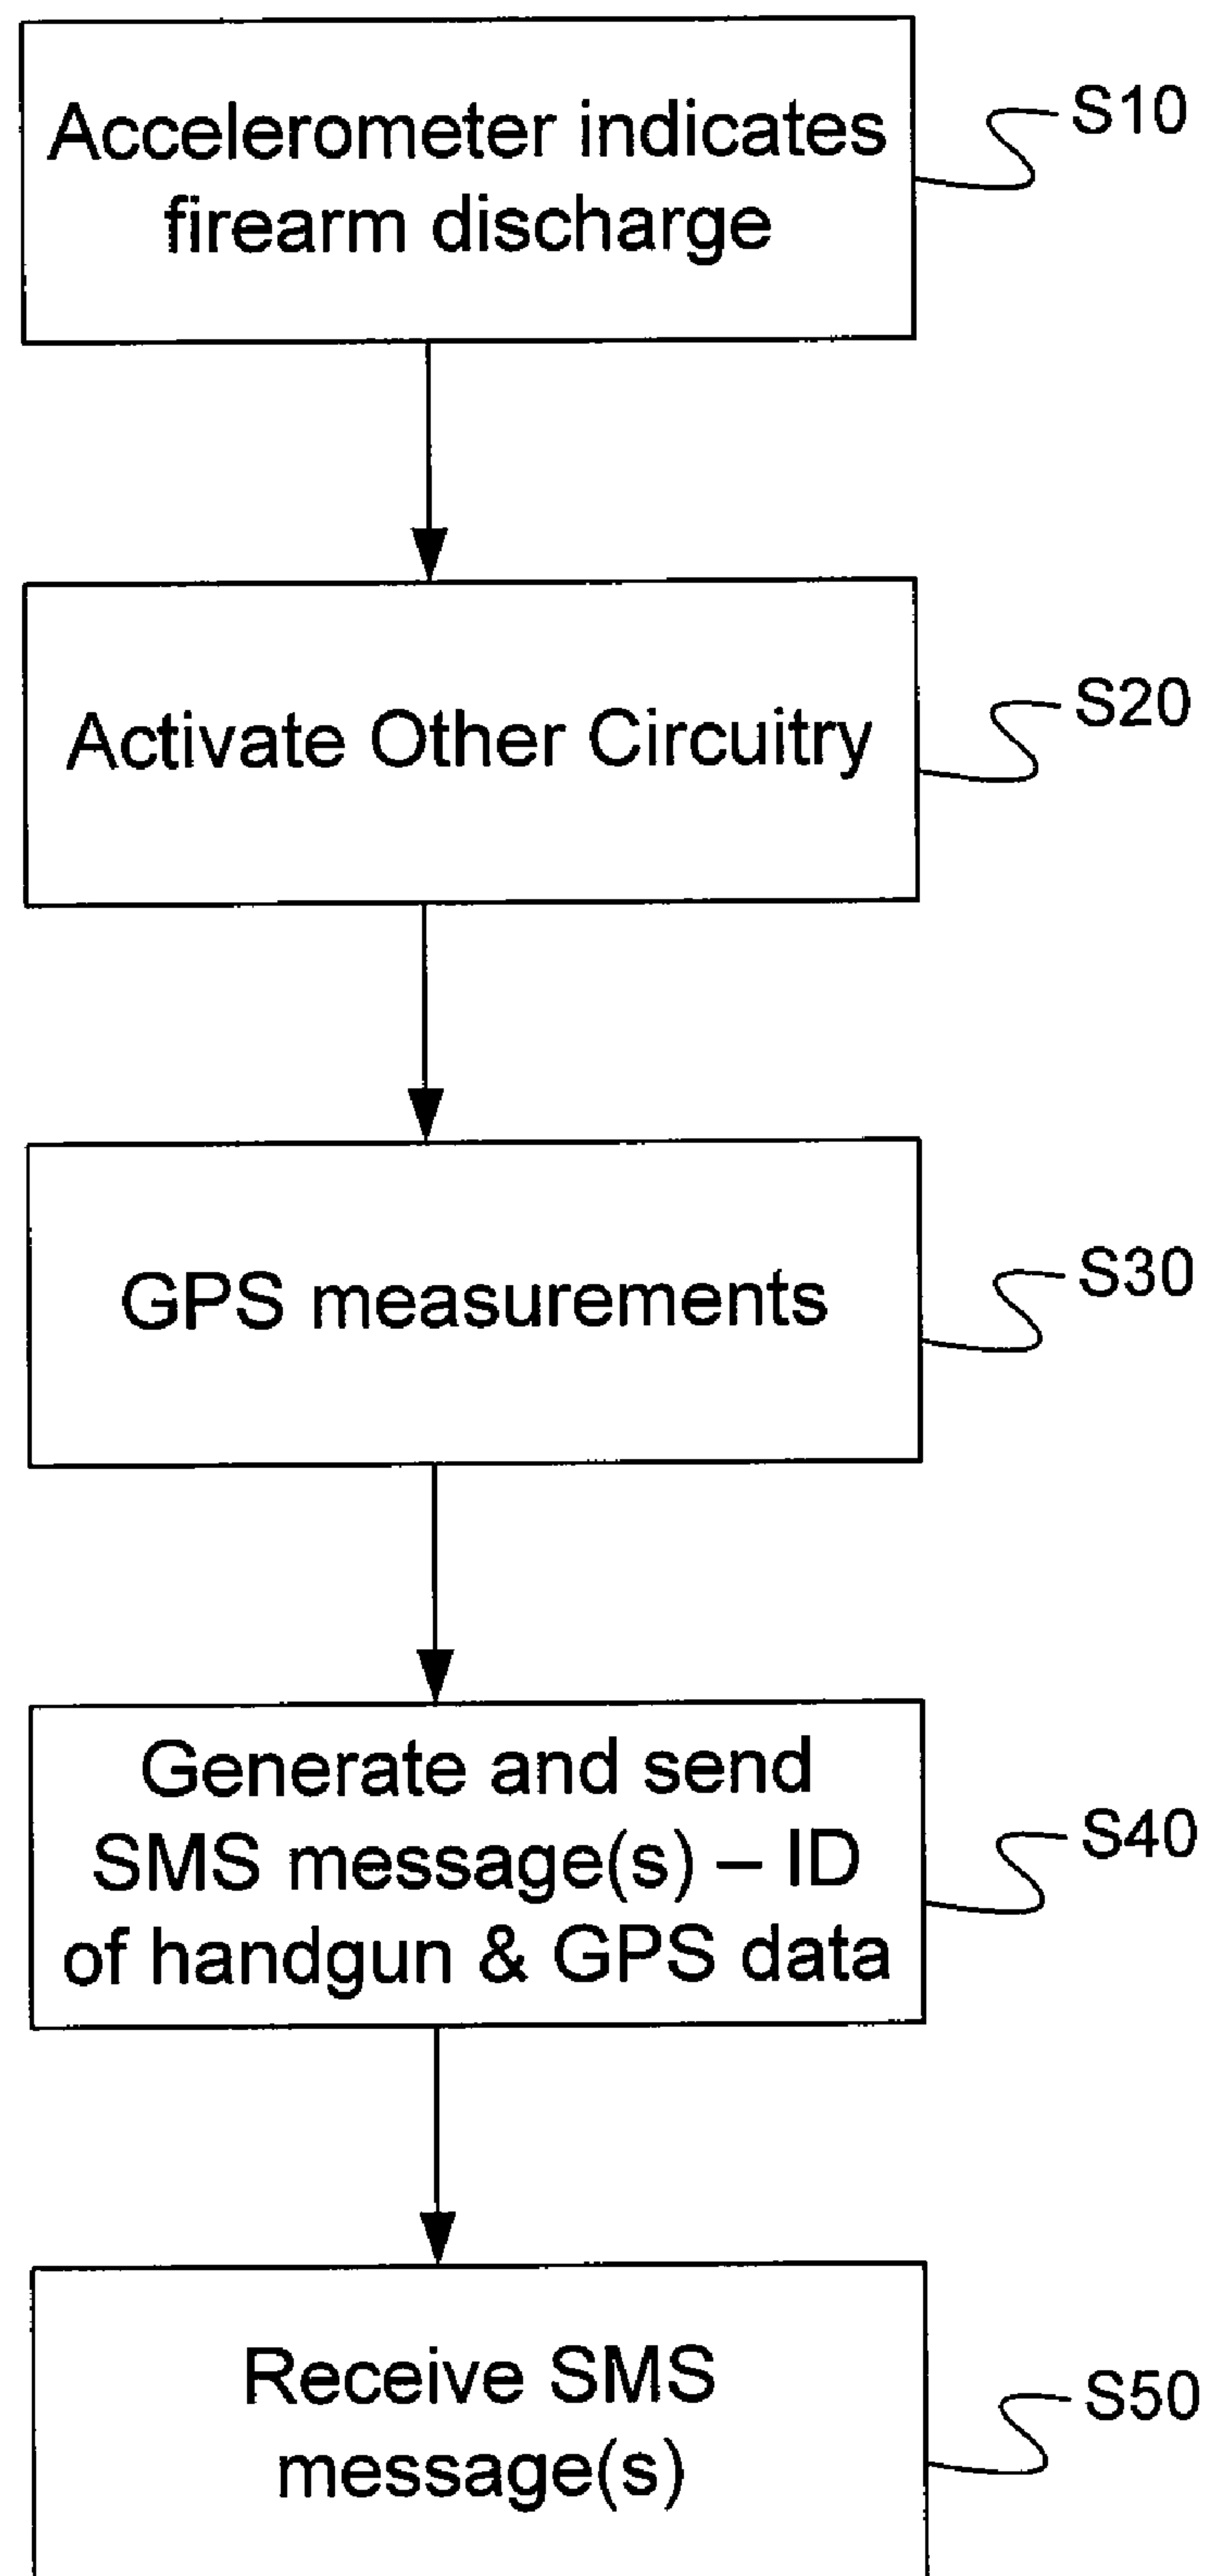 Accelerometer indicates
firearm discharge
S10
Activate Other Circuitry
S20
GPS measurements
S30
Generate and send
SMS message(s) – ID
of handgun & GPS data
S40
Receive SMS
message(s)
S50